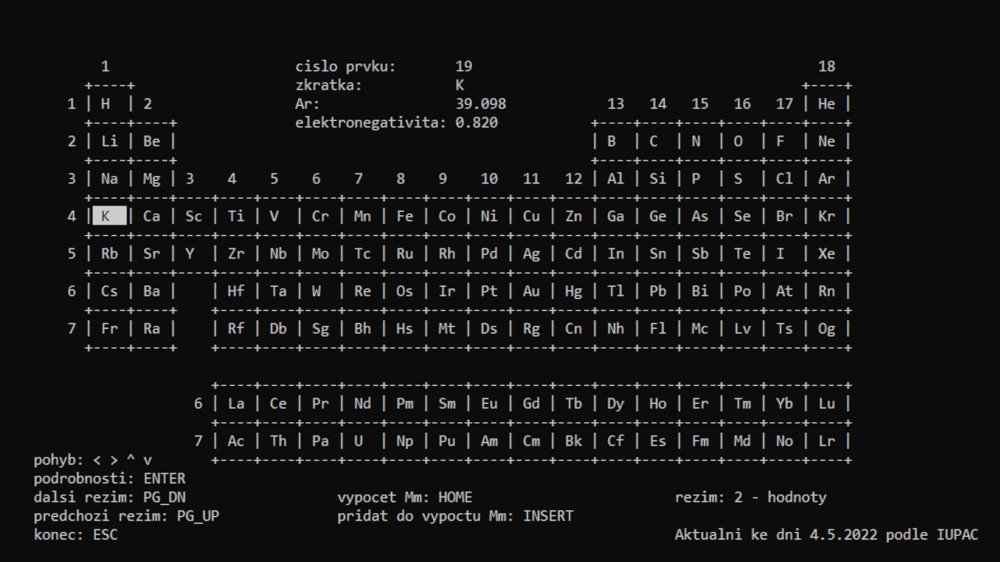 1 cislo prvku: 19 18
+----+ zkratka: K +----+
1 | H | 2 Ar: 39.098 13 14 15 16 17 | He |
+----+----+ elektronegativita: 0.820 +----+----+----+----+----+----+
2 | Li | Be | | B | C | N | O | F | Ne |
+----+----+ +----+----+----+----+----+----+
3 | Na | Mg | 3 4 5 6 7 8 9 10 11 12 | Al | Si | P | S | Cl | Ar |
+----+----+----+----+----+----+----+----+----+----+----+----+----+----+----+----+----+----+
4 | K | Ca | Sc | Ti | V | Cr | Mn | Fe | Co | Ni | Cu | Zn | Ga | Ge | As | Se | Br | Kr |
+----+----+----+----+----+----+----+----+----+----+----+----+----+----+----+----+----+----+
5 | Rb | Sr | Y | Zr | Nb | Mo | Tc | Ru | Rh | Pd | Ag | Cd | In | Sn | Sb | Te | I | Xe |
+----+----+----+----+----+----+----+----+----+----+----+----+----+----+----+----+----+----+
6 | Cs | Ba | | Hf | Ta | W | Re | Os | Ir | Pt | Au | Hg | Tl | Pb | Bi | Po | At | Rn |
+----+----+ +----+----+----+----+----+----+----+----+----+----+----+----+----+----+----+
7 | Fr | Ra | | Rf | Db | Sg | Bh | Hs | Mt | Ds | Rg | Cn | Nh | Fl | Mc | Lv | Ts | Og |
+----+----+ +----+----+----+----+----+----+----+----+----+----+----+----+----+----+----+
+----+----+----+----+----+----+----+----+----+----+----+----+----+----+----+
6 | La | Ce | Pr | Nd | Pm | Sm | Eu | Gd | Tb | Dy | Ho | Er | Tm | Yb | Lu |
+----+----+----+----+----+----+----+----+----+----+----+----+----+----+----+
7 | Ac | Th | Pa | U | Np | Pu | Am | Cm | Bk | Cf | Es | Fm | Md | No | Lr |
pohyb: < > ^ v +----+----+----+----+----+----+----+----+----+----+----+----+----+----+----+
podrobnosti: ENTER
dalsi rezim: PG_DN vypocet Mm: HOME rezim: 2 - hodnoty
predchozi rezim: PG_UP pridat do vypoctu Mm: INSERT
konec: ESC Aktualni ke dni 4.5.2022 podle IUPAC